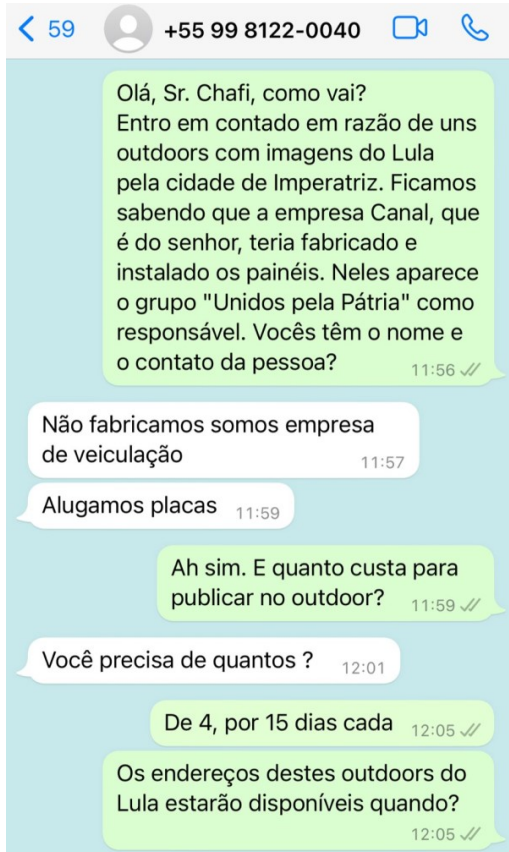 59
+55 99 8122-0040
Olá, Sr. Chafi, como vai?
Entro em contado em razão de uns
outdoors com imagens do Lula
pela cidade de Imperatriz. Ficamos
sabendo que a empresa Canal, que
é do senhor, teria fabricado e
instalado os painéis. Neles aparece
o grupo "Unidos pela Pátria" como
responsável. Vocês têm o nome e
o contato da pessoa?
11:56
Não fabricamos somos empresa
de veiculação
11:57
Alugamos placas
11:59
Ah sim. E quanto custa para
publicar no outdoor?
11:59
Você precisa de quantos ?
12:01
De 4, por 15 dias cada
12:05
Os endereços destes outdoors do
Lula estarão disponíveis quando?
12:05